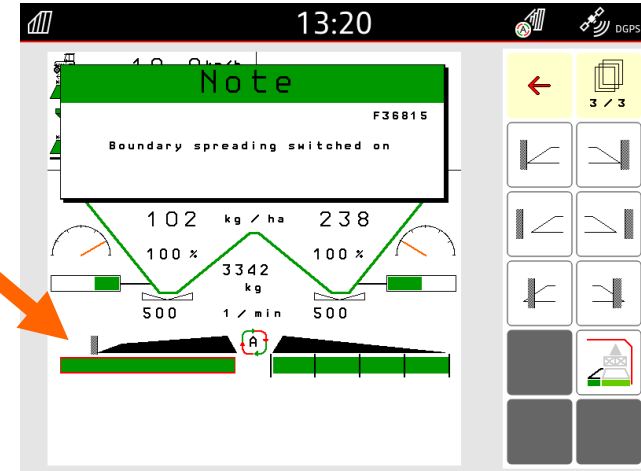 13:20
DGPS
Note
F36815
Boundary spreading switched on
3 / 3
102 kg / ha 238
100 % 100 %
3342
kg
500 1 / min 500
A